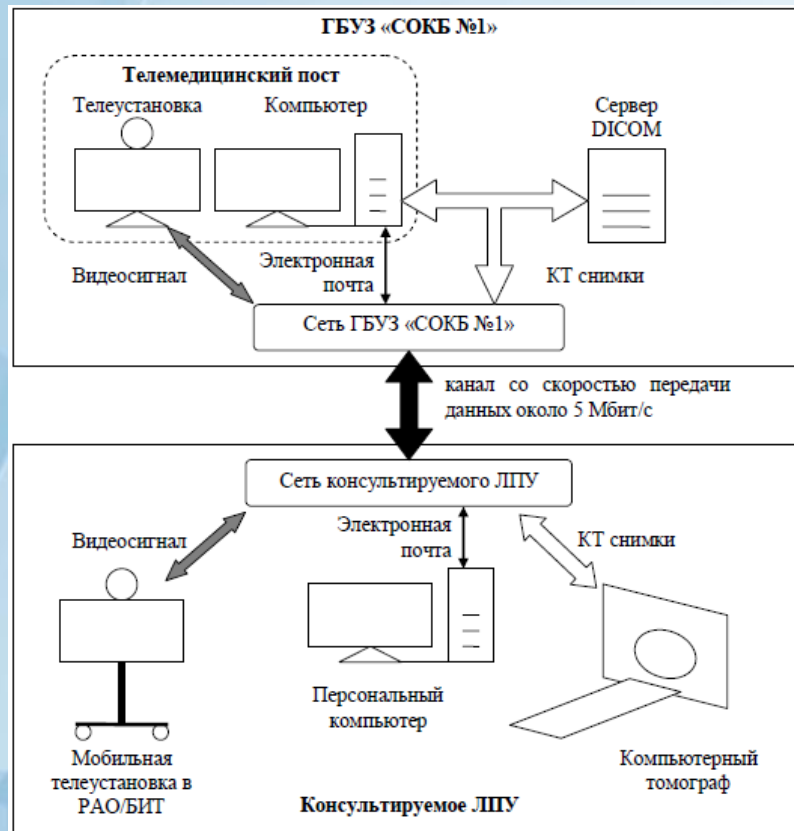 ГБУЗ «СОКБ №1»
Телемедицинский пост
Телеустановка
Компьютер
Сервер
DICOM
Видеосигнал
Электронная
почта
КТ снимки
Сеть ГБУЗ «СОКБ №1»
канал со скоростью передачи
данных около 5 Мбит/с
Сеть консультируемого ЛПУ
Видеосигнал
Электронная
почта
КТ снимки
Персональный
компьютер
Мобильная
телеустановка в
РАО/БИТ
Компьютерный
томограф
Консультируемое ЛПУ